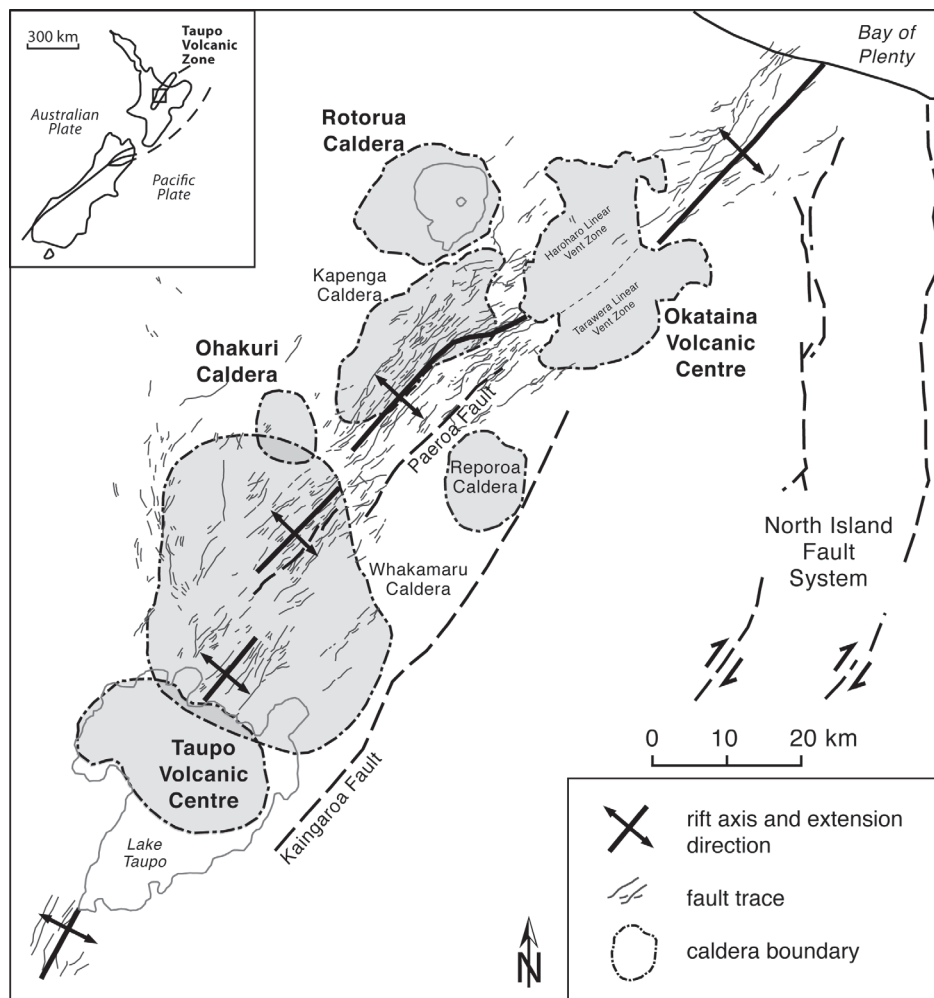 300 km
Taupo
Volcanic
Zone
Australian
Plate
Pacific
Plate
Bay of
Plenty
Rotorua
Caldera
Kapenga
Caldera
Haroharo Linear
Vent Zone
Tarawera Linear
Vent Zone
Okataina
Volcanic
Centre
Ohakuri
Caldera
Paeroa Fault
Reporoa
Caldera
North Island
Fault
System
Whakamaru
Caldera
Taupo
Volcanic
Centre
Kaingaroa Fault
Lake
Taupo
0 10 20 km
N
rift axis and extension
direction
fault trace
caldera boundary